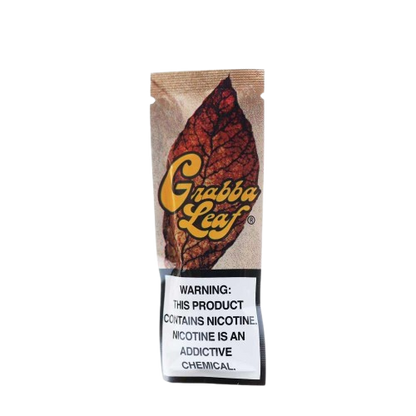 Grabba
Leaf®
WARNING:
THIS PRODUCT
CONTAINS NICOTINE.
NICOTINE IS AN
ADDICTIVE
CHEMICAL.